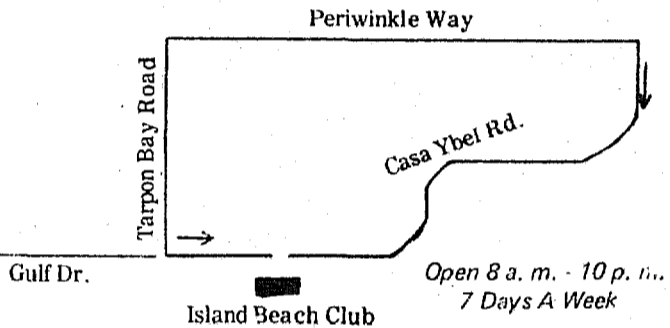 Periwinkle Way
Tarpon Bay Road
Casa Ybel Rd.
Gulf Dr.
Island Beach Club
Open 8 a. m. - 10 p. m.
7 Days A Week